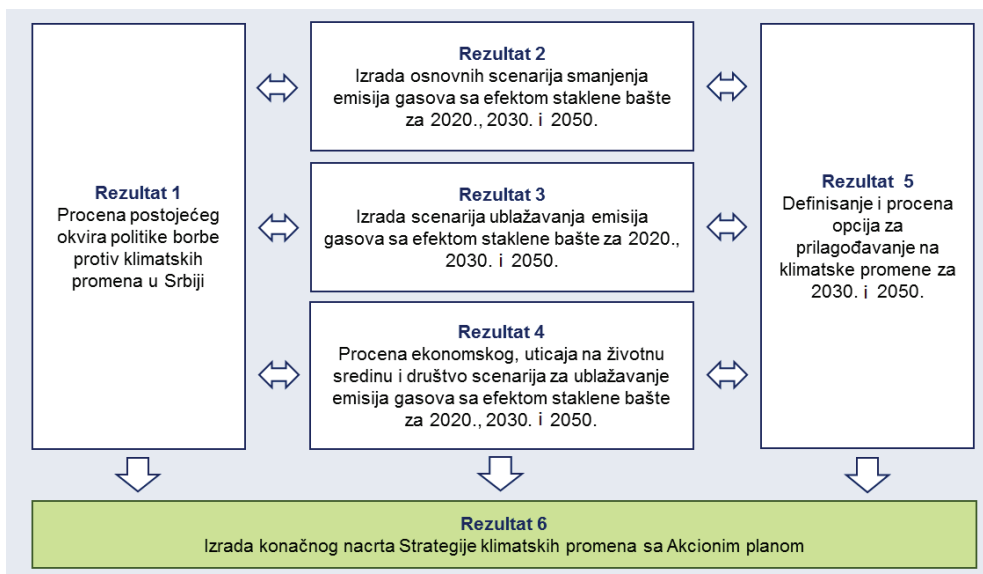 Rezultat 1
Procena postojećeg
okvira politike borbe
protiv klimatskih
promena u Srbiji
Rezultat 2
Izrada osnovnih scenarija smanjenja
emisija gasova sa efektom staklene bašte
za 2020., 2030. i 2050.
Rezultat 3
Izrada scenarija ublažavanja emisija
gasova sa efektom staklene bašte za 2020.,
2030. i 2050.
Rezultat 4
Procena ekonomskog, uticaja na životnu
sredinu i društvo scenarija za ublažavanje
emisija gasova sa efektom staklene bašte
za 2020., 2030. i 2050.
Rezultat 5
Definisanje i procena
opcija za
prilagođavanje na
klimatske promene za
2030. i 2050.
Rezultat 6
Izrada konačnog nacrta Strategije klimatskih promena sa Akcionim planom